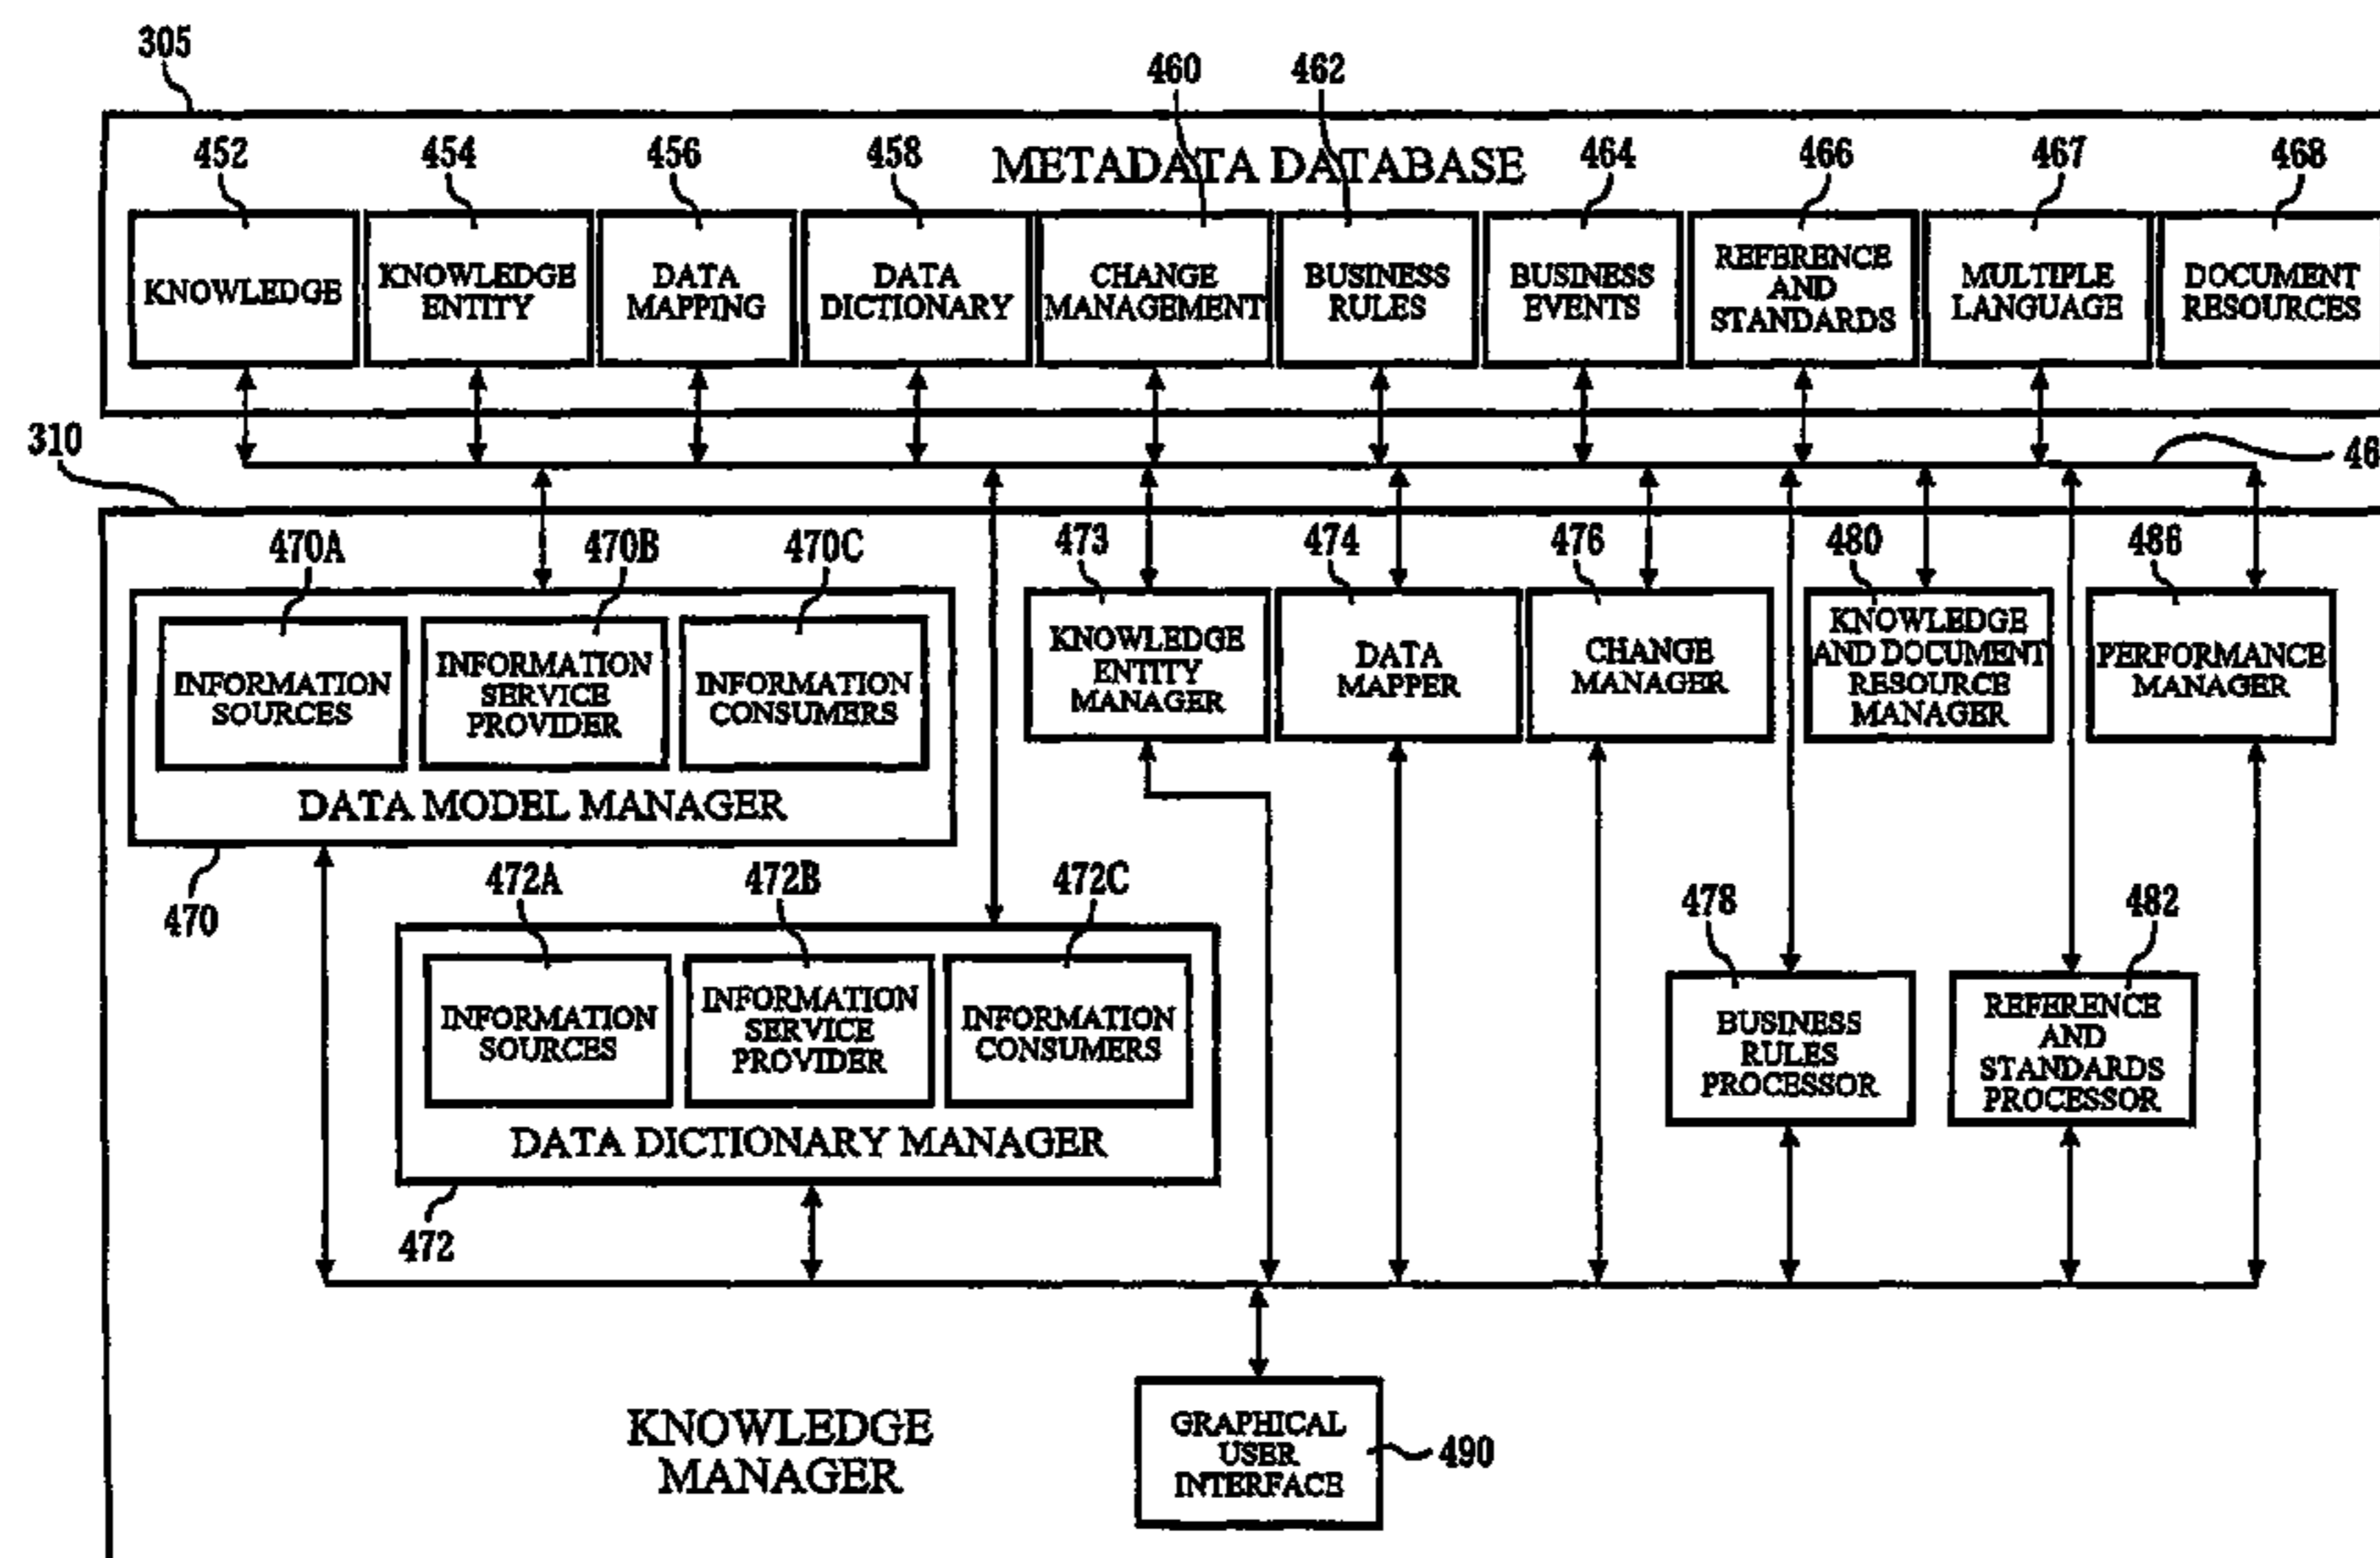 305
460
462
452
454
456
458
METADATA DATABASE
464
466
467
468
KNOWLEDGE
KNOWLEDGE
ENTITY
DATA
MAPPING
DATA
DICTIONARY
CHANGE
MANAGEMENT
BUSINESS
RULES
BUSINESS
EVENTS
REFERENCE
AND
STANDARDS
MULTIPLE
LANGUAGE
DOCUMENT
RESOURCES
310
46
470A
470B
470C
473
474
476
480
486
INFORMATION
SOURCES
INFORMATION
SERVICE
PROVIDER
INFORMATION
CONSUMERS
DATA MODEL MANAGER
KNOWLEDGE
ENTITY
MANAGER
DATA
MAPPER
CHANGE
MANAGER
KNOWLEDGE
AND DOCUMENT
RESOURCE
MANAGER
PERFORMANCE
MANAGER
470
472A
472B
472C
478
482
INFORMATION
SOURCES
INFORMATION
SERVICE
PROVIDER
INFORMATION
CONSUMERS
DATA DICTIONARY MANAGER
BUSINESS
RULES
PROCESSOR
REFERENCE
AND
STANDARDS
PROCESSOR
472
KNOWLEDGE
MANAGER
GRAPHICAL
USER
INTERFACE
490